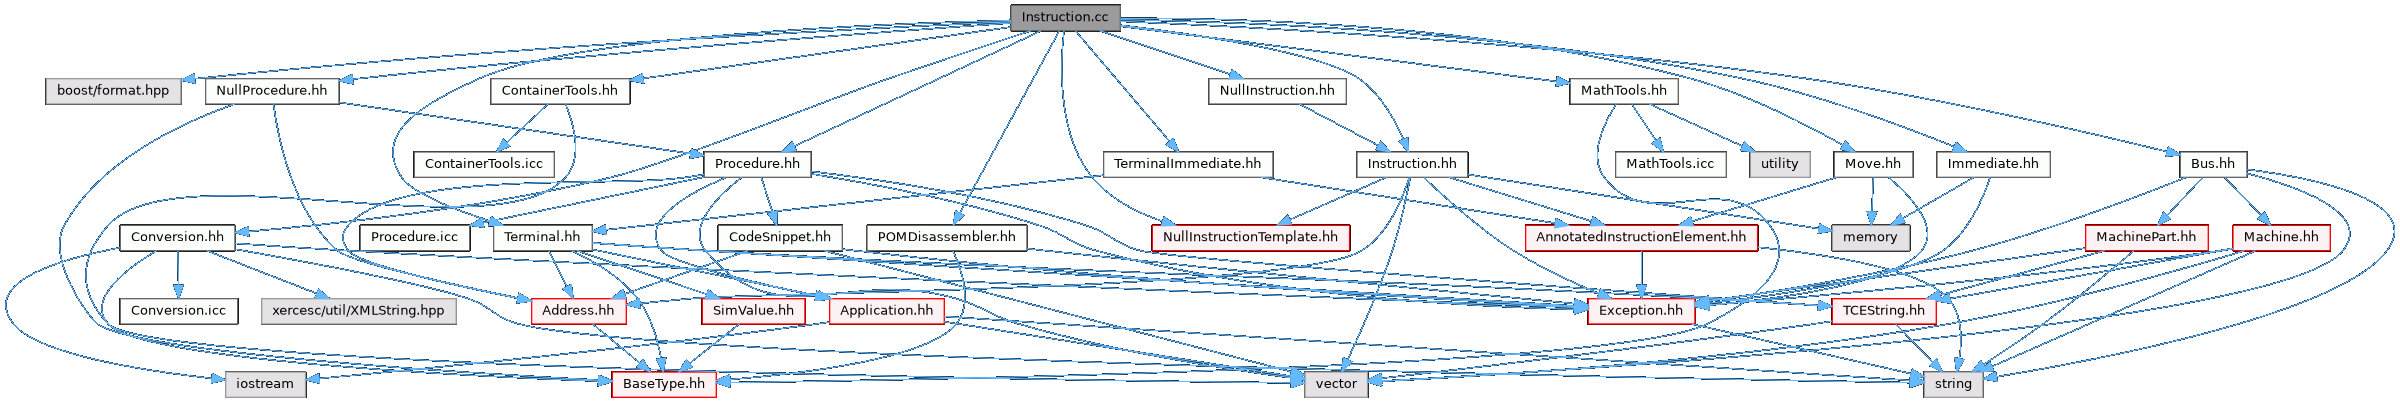 Instruction.cc
boost/format.hpp
NullProcedure.hh
ContainerTools.hh
NullInstruction.hh
MathTools.hh
ContainerTools.icc
Procedure.hh
TerminalImmediate.hh
Instruction.hh
MathTools.icc
utility
Move.hh
Immediate.hh
Bus.hh
Conversion.hh
Procedure.icc
Terminal.hh
CodeSnippet.hh
POMDisassembler.hh
NullInstructionTemplate.hh
AnnotatedInstructionElement.hh
memory
MachinePart.hh
Machine.hh
Conversion.icc
xercesc/util/XMLString.hpp
Address.hh
SimValue.hh
Application.hh
Exception.hh
TCEString.hh
iostream
BaseType.hh
vector
string